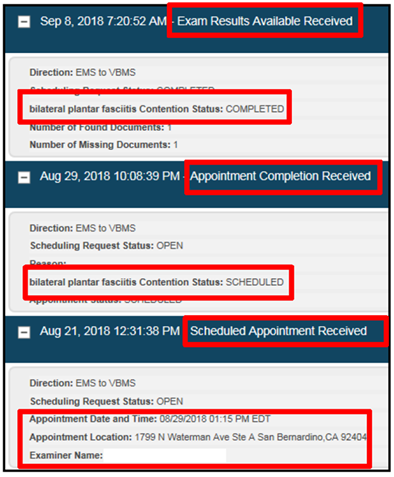 Sep 8, 2018 7:20:52 AM - Exam Results Available Received
Direction: EMS to VBMS
Scheduling Request Status: COMPLETED
bilateral plantar fasciitis Contention Status: COMPLETED
Number of Found Documents: 1
Number of Missing Documents: 1
Aug 29, 2018 10:08:39 PM - Appointment Completion Received
Direction: EMS to VBMS
Scheduling Request Status: OPEN
Reason:
bilateral plantar fasciitis Contention Status: SCHEDULED
Appointment Status: SCHEDULED
Aug 21, 2018 12:31:38 PM Scheduled Appointment Received
Direction: EMS to VBMS
Scheduling Request Status: OPEN
Appointment Date and Time: 08/29/2018 01:15 PM EDT
Appointment Location: 1799 N Waterman Ave Ste A San Bernardino,CA 92404
Examiner Name: